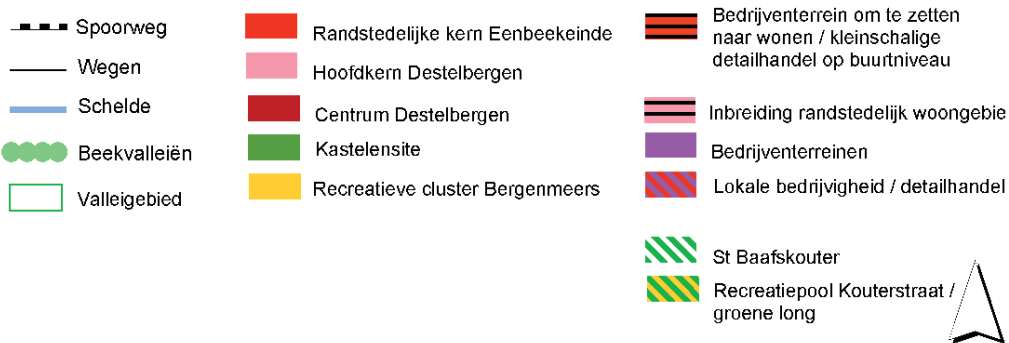 Spoorweg
Wegen
Schelde
Beekvalleiën
Valleigebied
Randstedelijke kern Eenbeekeinde
Hoofdkern Destelbergen
Centrum Destelbergen
Kastelensite
Recreatieve cluster Bergenmeers
Bedrijventerrein om te zetten
naar wonen / kleinschalige
detailhandel op buurtniveau
Inbreiding randstedelijk woongebie
Bedrijventerreinen
Lokale bedrijvigheid / detailhandel
St Baafskouter
Recreatiepool Kouterstraat /
groene long